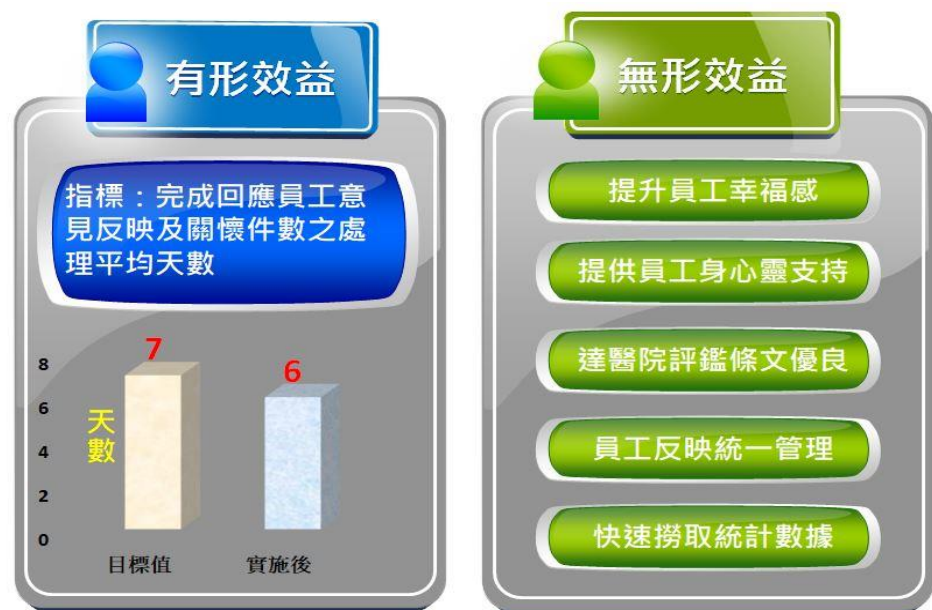 有形效益
指標：完成回應員工意
見反映及關懷件數之處
理平均天數
8
6
4
2
0
天
數
7
6
目標值
實施後
無形效益
提升員工幸福感
提供員工身心靈支持
達醫院評鑑條文優良
員工反映統一管理
快速撈取統計數據